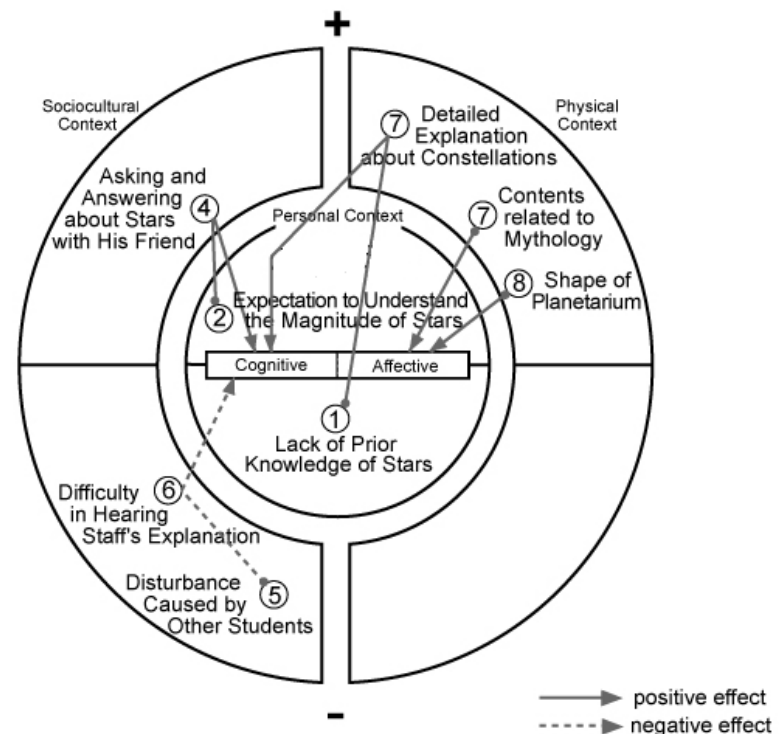 +
Sociocultural
Context
Physical
Context
7
Detailed
Explanation
about Constellations
Asking and
Answering
about Stars
with His Friend
4
Personal Context
7
Contents
related to
Mythology
8
Shape of
Planetarium
2
Expectation to Understand
the Magnitude of Stars
Cognitive
Affective
1
Lack of Prior
Knowledge of Stars
6
Difficulty
in Hearing
Staff's Explanation
5
Disturbance
Caused by
Other Students
-
positive effect
negative effect